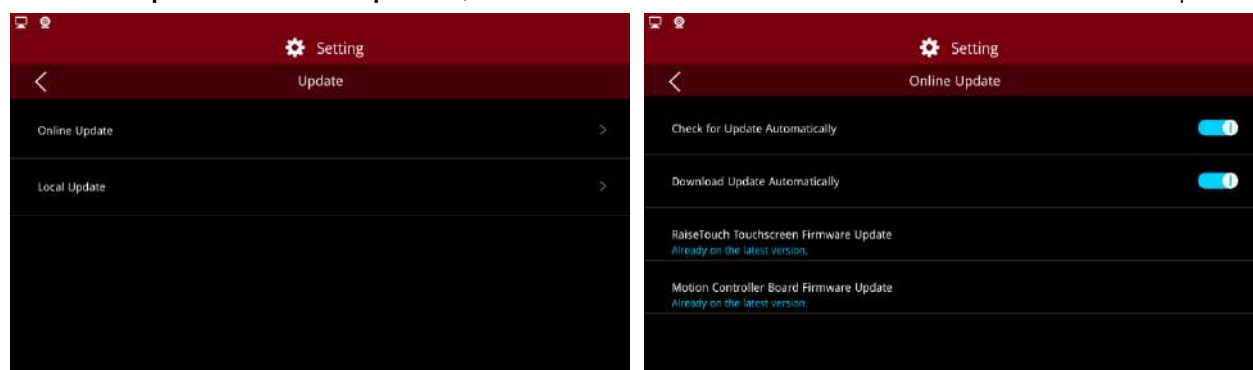 Setting
Update
Online Update
Local Update
Setting
Online Update
Check for Update Automatically
Download Update Automatically
RaiseTouch Touchscreen Firmware Update
Already on the latest version.
Motion Controller Board Firmware Update
Already on the latest version.